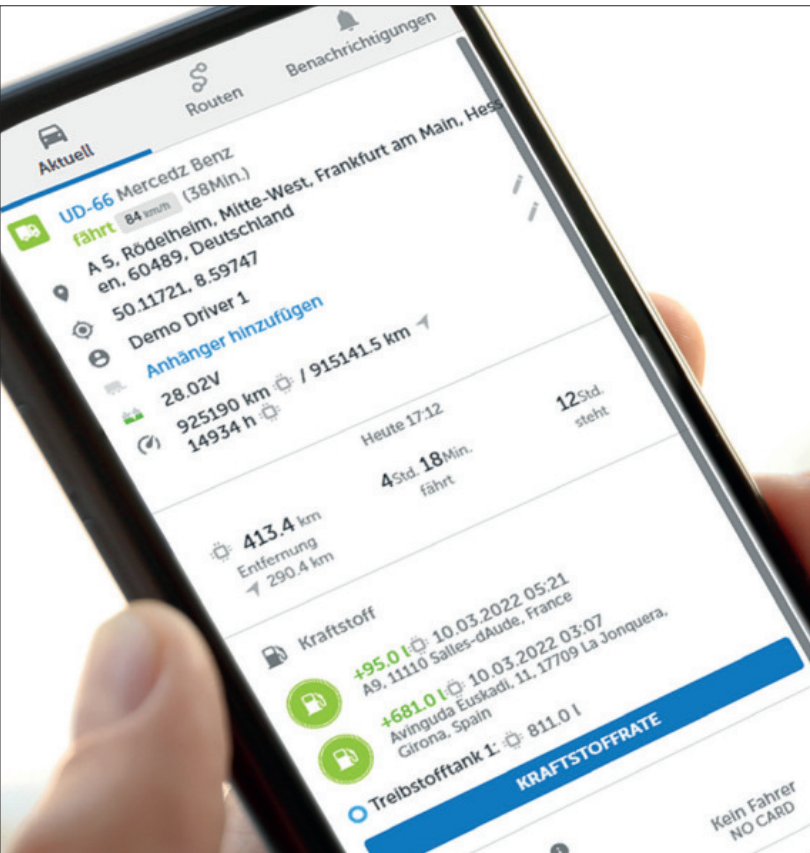 Aktuell
Routen
Benachrichtigungen
UD-66 Mercedz Benz
fährt 84 km/h (38Min.)
A 5, Rödelheim, Mitte-West, Frankfurt am Main, Hess
en, 60489, Deutschland
50.11721, 8.59747
Demo Driver 1
Anhänger hinzufügen
28.02V
925190 km / 915141.5 km
14934 h
Heute 17:12
413.4 km
Entfernung
290.4 km
4Std. 18Min.
fährt
12Std.
steht
Kraftstoff
+95.0 l: 10.03.2022 05:21
A9, 11110 Salles-dAude, France
+681.0 l: 10.03.2022 03:07
Avinguda Euskadi, 11, 17709 La Jonquera,
Girona, Spain
Treibstofftank 1: 811.0 l
KRAFTSTOFFRATE
Kein Fahrer
NO CARD